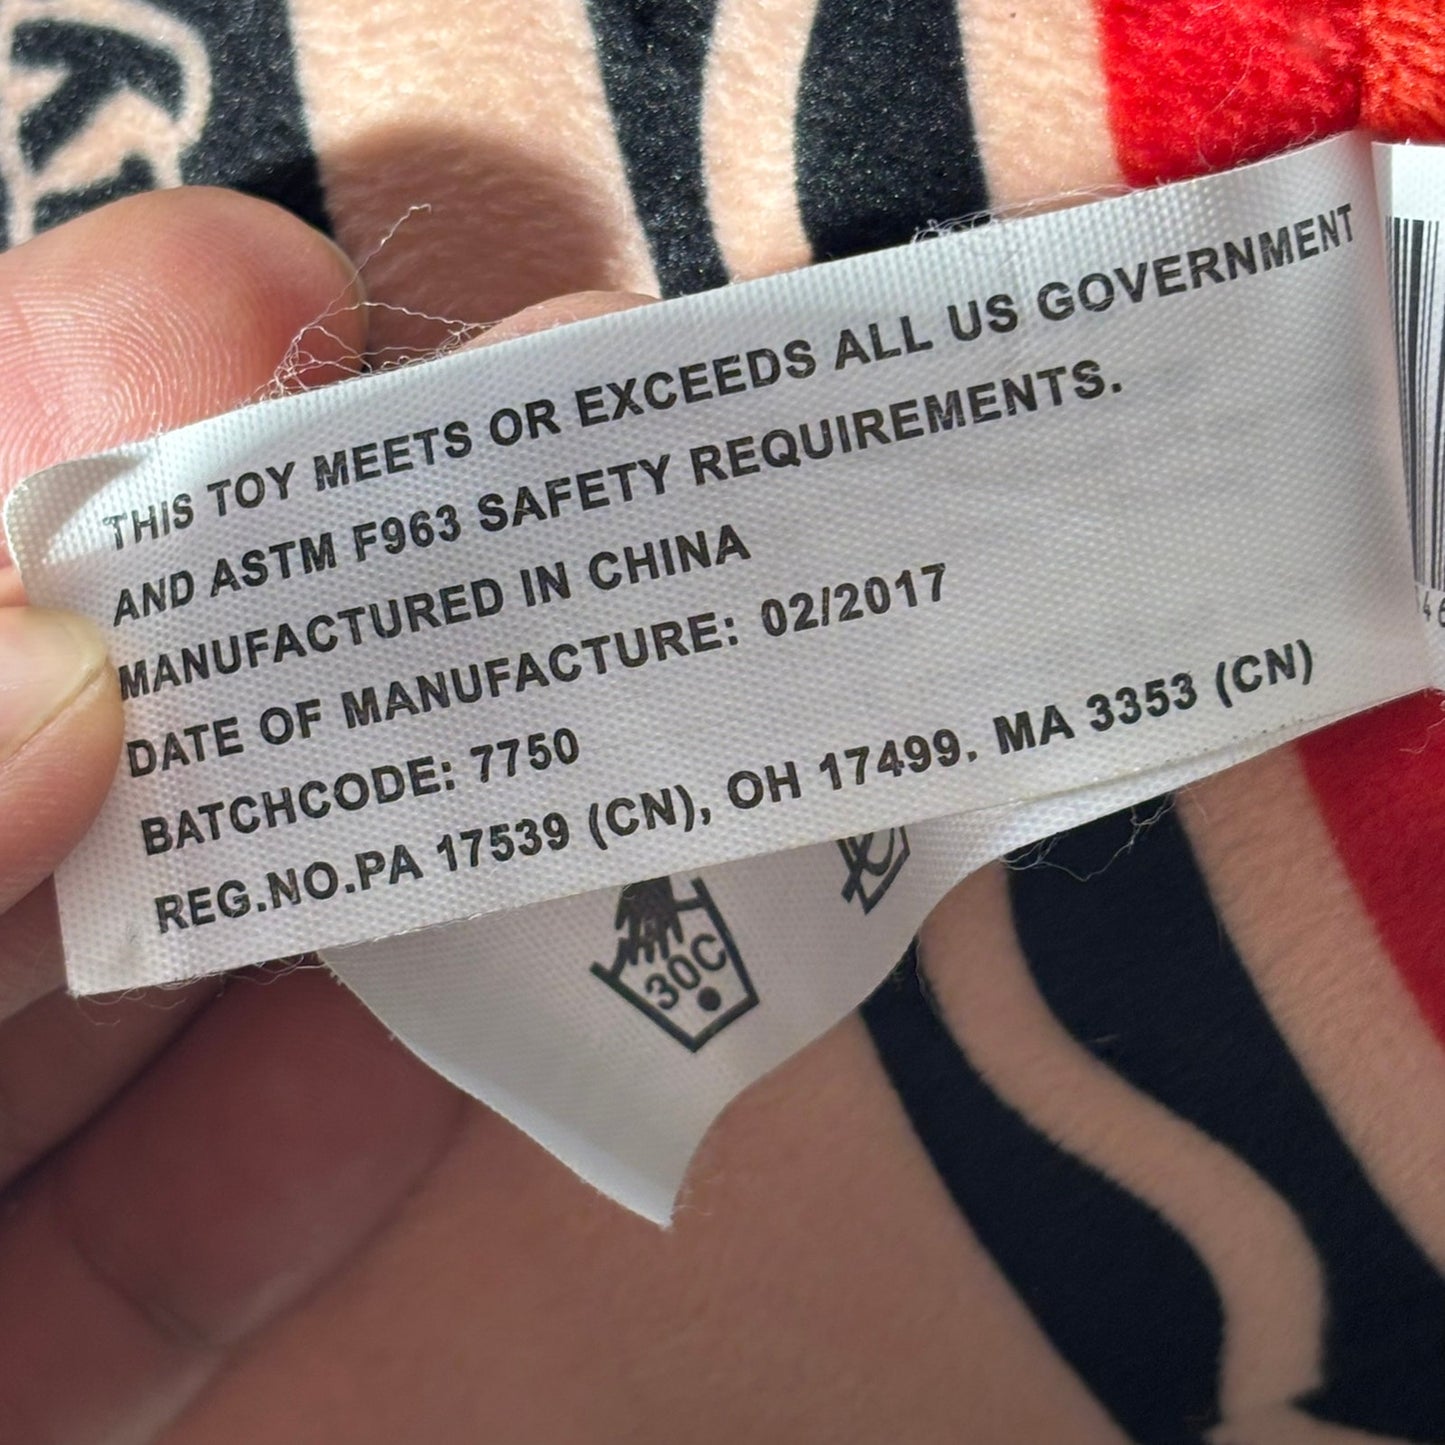 THIS TOY MEETS OR EXCEEDS ALL US GOVERNMENT
AND ASTM F963 SAFETY REQUIREMENTS.
MANUFACTURED IN CHINA
DATE OF MANUFACTURE: 02/2017
BATCHCODE: 7750
REG.NO.PA 17539 (CN), OH 17499. MA 3353 (CN)
30C